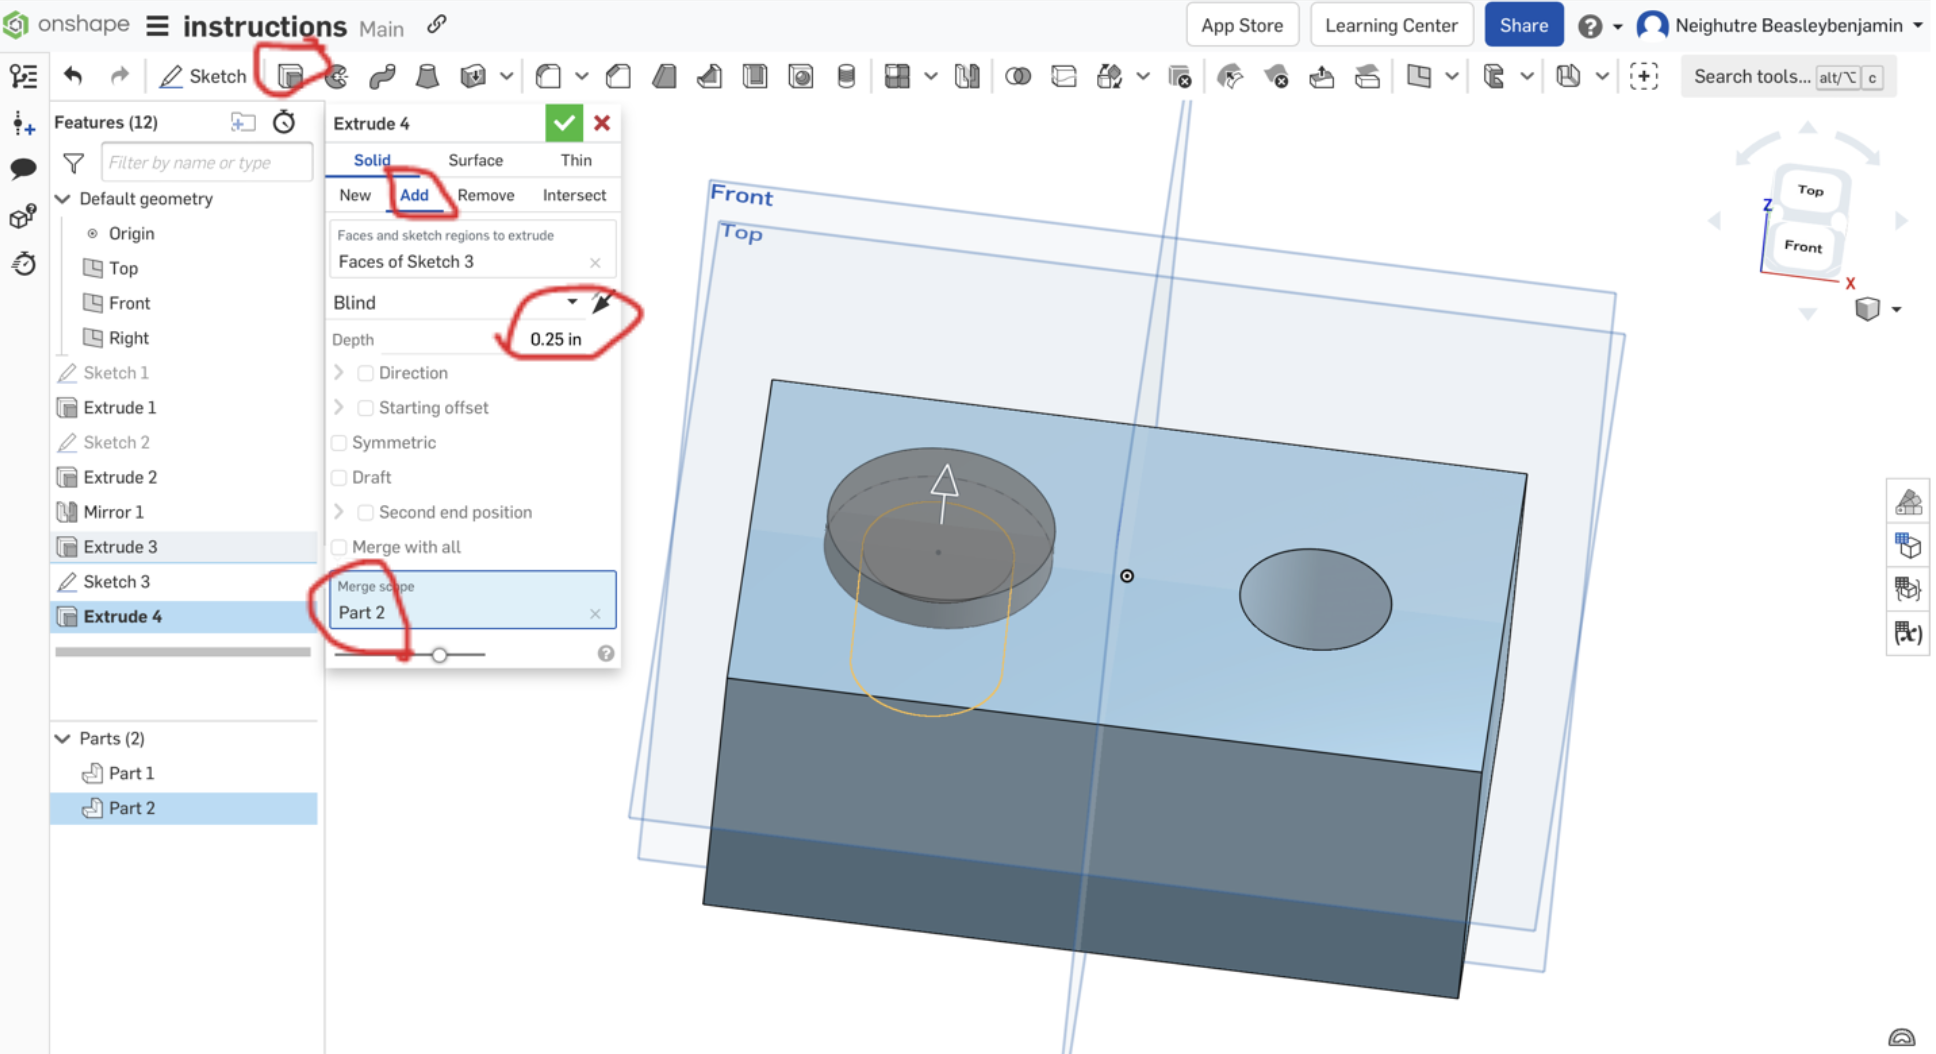 onshape instructions Main App Store Learning Center Share Neighutre Beasleybenjamin
Sketch Search tools... alt/⌥ c
Features (12)
Filter by name or type
Default geometry
Origin
Top
Front
Right
Sketch 1
Extrude 1
Sketch 2
Extrude 2
Mirror 1
Extrude 3
Sketch 3
Extrude 4
Parts (2)
Part 1
Part 2
Extrude 4
Solid Surface Thin
New Add Remove Intersect
Faces and sketch regions to extrude
Faces of Sketch 3
Blind
Depth 0.25 in
Direction
Starting offset
Symmetric
Draft
Second end position
Merge with all
Merge scope
Part 2
Front
Top
Top
Z
Front
X